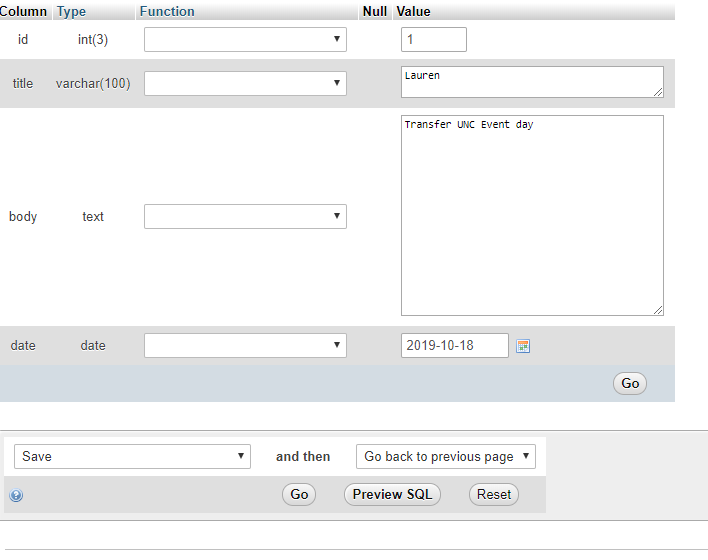 Column Type Function Null Value
id int(3) 1
title varchar(100) Lauren
body text Transfer UNC Event day
date date 2019-10-18
Go
Save and then Go back to previous page
Go Preview SQL Reset